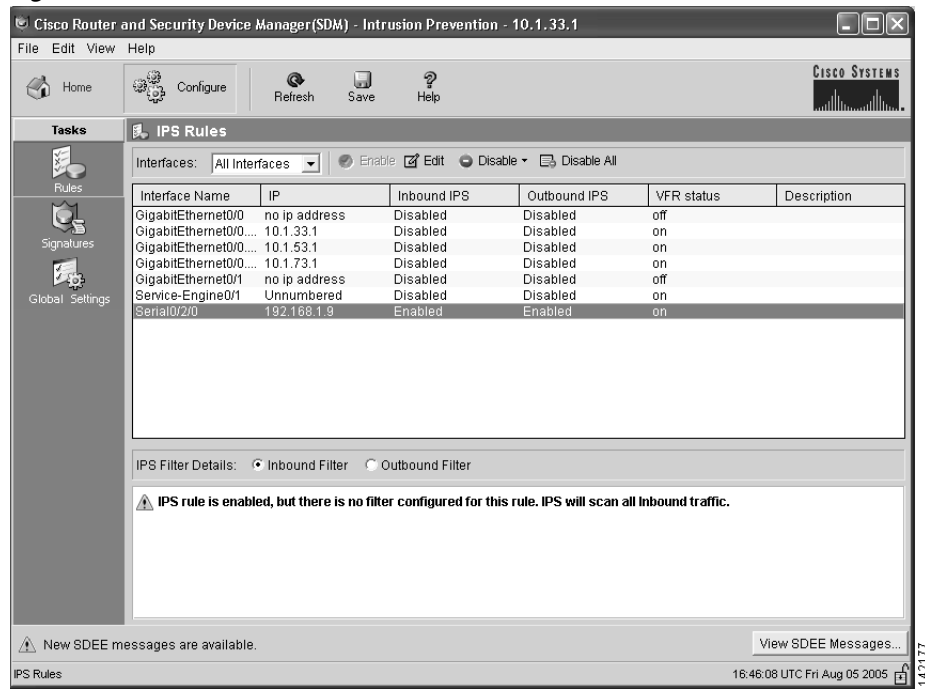 Cisco Router and Security Device Manager(SDM) - Intrusion Prevention - 10.1.33.1
File Edit View Help
Home Configure Refresh Save Help
CISCO SYSTEMS
Tasks
IPS Rules
Interfaces: All Interfaces Enable Edit Disable Disable All
Rules
Signatures
Global Settings
Interface Name IP Inbound IPS Outbound IPS VFR status Description
GigabitEthernet0/0 no ip address Disabled Disabled off
GigabitEthernet0/0.... 10.1.33.1 Disabled Disabled on
GigabitEthernet0/0.... 10.1.53.1 Disabled Disabled on
GigabitEthernet0/0.... 10.1.73.1 Disabled Disabled on
GigabitEthernet0/1 no ip address Disabled Disabled off
Service-Engine0/1 Unnumbered Disabled Disabled on
Serial0/2/0 192.168.1.9 Enabled Enabled on
IPS Filter Details: Inbound Filter Outbound Filter
IPS rule is enabled, but there is no filter configured for this rule. IPS will scan all Inbound traffic.
New SDEE messages are available. View SDEE Messages...
IPS Rules 16:46:08 UTC Fri Aug 05 2005
142177